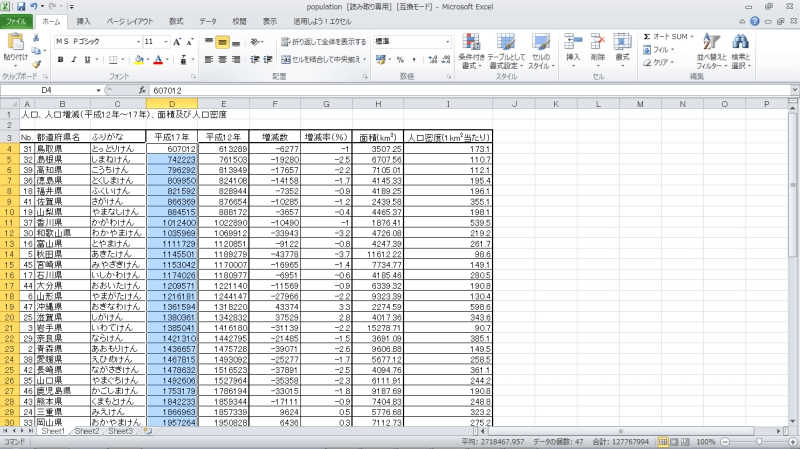 population [読み取り専用] [互換モード] - Microsoft Excel
ファイル ホーム 挿入 ページ レイアウト 数式 データ 校閲 表示 活用しよう！エクセル
貼り付け ＭＳ Ｐゴシック 11 折り返して全体を表示する 標準 条件付き書式 テーブルとして書式設定 セルのスタイル 挿入 削除 書式 Σ オート SUM 並べ替えとフィルター 検索と選択
B I U セルを結合して中央揃え % , フィル
クリア
クリップボード フォント 配置 数値 スタイル セル 編集
D4 fx 607012
A B C D E F G H I J K L M N O P
1 人口、人口増減(平成12年～17年)、面積及び人口密度
2
3 No. 都道府県名 ふりがな 平成17年 平成12年 増減数 増減率(%) 面積(km²) 人口密度(1km²当たり)
4 31 鳥取県 とっとりけん 607012 613289 -6277 -1 3507.25 173.1
5 32 島根県 しまねけん 742223 761503 -19280 -2.5 6707.56 110.7
6 39 高知県 こうちけん 796292 813949 -17657 -2.2 7105.01 112.1
7 36 徳島県 とくしまけん 809950 824108 -14158 -1.7 4145.33 195.4
8 18 福井県 ふくいけん 821592 828944 -7352 -0.9 4189.25 196.1
9 41 佐賀県 さがけん 866369 876654 -10285 -1.2 2439.58 355.1
10 19 山梨県 やまなしけん 884515 888172 -3657 -0.4 4465.37 198.1
11 37 香川県 かがわけん 1012400 1022890 -10490 -1 1876.41 539.5
12 30 和歌山県 わかやまけん 1035969 1069912 -33943 -3.2 4726.08 219.2
13 16 富山県 とやまけん 1111729 1120851 -9122 -0.8 4247.39 261.7
14 5 秋田県 あきたけん 1145501 1189279 -43778 -3.7 11612.22 98.6
15 45 宮崎県 みやざきけん 1153042 1170007 -16965 -1.4 7734.77 149.1
16 17 石川県 いしかわけん 1174026 1180977 -6951 -0.6 4185.46 280.5
17 44 大分県 おおいたけん 1209571 1221140 -11569 -0.9 6339.32 190.8
18 6 山形県 やまがたけん 1216181 1244147 -27966 -2.2 9323.39 130.4
19 47 沖縄県 おきなわけん 1361594 1318220 43374 3.3 2274.59 598.6
20 25 滋賀県 しがけん 1380361 1342832 37529 2.8 4017.36 343.6
21 3 岩手県 いわてけん 1385041 1416180 -31139 -2.2 15278.71 90.7
22 29 奈良県 ならけん 1421310 1442795 -21485 -1.5 3691.09 385.1
23 2 青森県 あおもりけん 1436657 1475728 -39071 -2.6 9606.88 149.5
24 38 愛媛県 えひめけん 1467815 1493092 -25277 -1.7 5677.12 258.5
25 42 長崎県 ながさきけん 1478632 1516523 -37891 -2.5 4094.76 361.1
26 35 山口県 やまぐちけん 1492606 1527964 -35358 -2.3 6111.91 244.2
27 46 鹿児島県 かごしまけん 1753179 1786194 -33015 -1.8 9187.69 190.8
28 43 熊本県 くまもとけん 1842233 1859344 -17111 -0.9 7404.83 248.8
29 24 三重県 みえけん 1866963 1857339 9624 0.5 5776.68 323.2
30 33 岡山県 おかやまけん 1957264 1950828 6436 0.3 7112.73 275.2
Sheet1 Sheet2 Sheet3
コマンド 平均: 2718467.957 データの個数: 47 合計: 127767994 100%